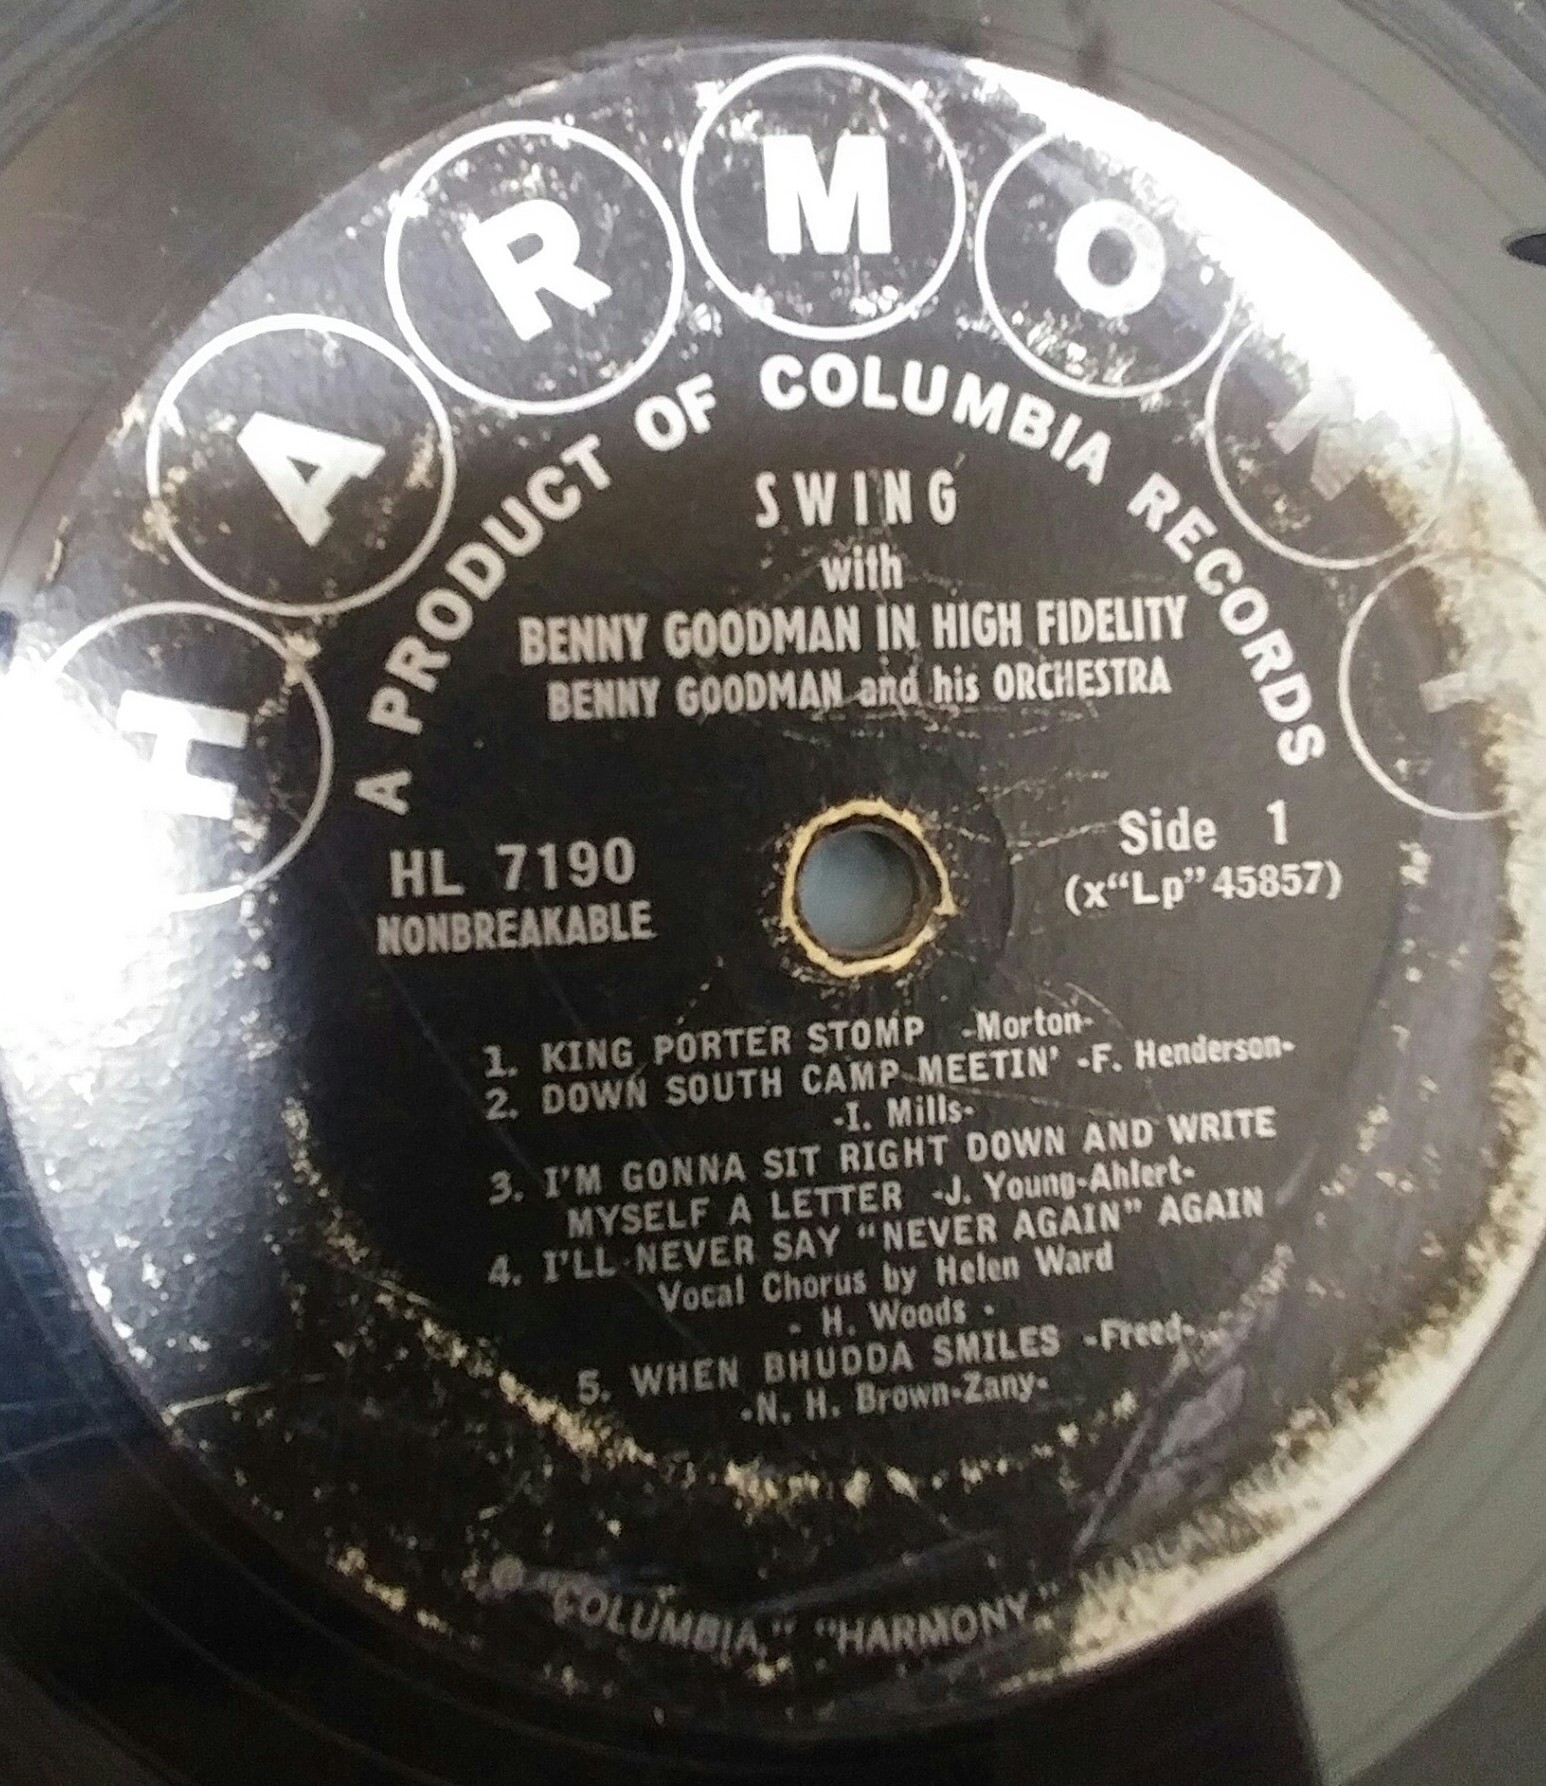 HARMONY
A PRODUCT OF COLUMBIA RECORDS
SWING
with
BENNY GOODMAN IN HIGH FIDELITY
BENNY GOODMAN and his ORCHESTRA
HL 7190
NONBREAKABLE
Side 1
(x“Lp” 45857)
1. KING PORTER STOMP -Morton-
2. DOWN SOUTH CAMP MEETIN' -F. Henderson-
-I. Mills-
3. I'M GONNA SIT RIGHT DOWN AND WRITE
MYSELF A LETTER -J. Young-Ahlert-
4. I'LL NEVER SAY “NEVER AGAIN” AGAIN
Vocal Chorus by Helen Ward
- H. Woods -
5. WHEN BHUDDA SMILES -Freed-
-N. H. Brown-Zany-
® “COLUMBIA,” “HARMONY”